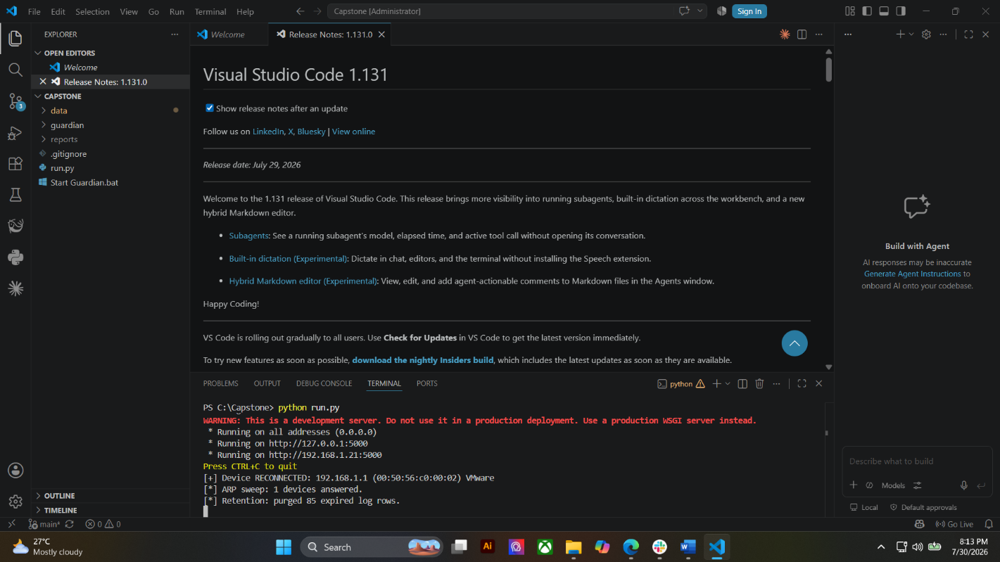 File Edit Selection View Go Run Terminal Help
Capstone [Administrator]
Sign In
EXPLORER
OPEN EDITORS
Welcome
Release Notes: 1.131.0
CAPSTONE
data
guardian
reports
.gitignore
run.py
Start Guardian.bat
OUTLINE
TIMELINE
3
Welcome
Release Notes: 1.131.0
Visual Studio Code 1.131
Show release notes after an update
Follow us on LinkedIn, X, Bluesky | View online
Release date: July 29, 2026
Welcome to the 1.131 release of Visual Studio Code. This release brings more visibility into running subagents, built-in dictation across the workbench, and a new
hybrid Markdown editor.
• Subagents: See a running subagent's model, elapsed time, and active tool call without opening its conversation.
• Built-in dictation (Experimental): Dictate in chat, editors, and the terminal without installing the Speech extension.
• Hybrid Markdown editor (Experimental): View, edit, and add agent-actionable comments to Markdown files in the Agents window.
Happy Coding!
VS Code is rolling out gradually to all users. Use Check for Updates in VS Code to get the latest version immediately.
To try new features as soon as possible, download the nightly Insiders build, which includes the latest updates as soon as they are available.
PROBLEMS OUTPUT DEBUG CONSOLE TERMINAL PORTS
python
PS C:\Capstone> python run.py
WARNING: This is a development server. Do not use it in a production deployment. Use a production WSGI server instead.
* Running on all addresses (0.0.0.0)
* Running on http://127.0.0.1:5000
* Running on http://192.168.1.21:5000
Press CTRL+C to quit
[+] Device RECONNECTED: 192.168.1.1 (00:50:56:c0:00:02) VMware
[*] ARP sweep: 1 devices answered.
[*] Retention: purged 85 expired log rows.
Build with Agent
AI responses may be inaccurate
Generate Agent Instructions to
onboard AI onto your codebase.
Describe what to build
Models
Local
Default approvals
main*
0 0
Go Live
27°C
Mostly cloudy
Search
Ai
8:13 PM
7/30/2026